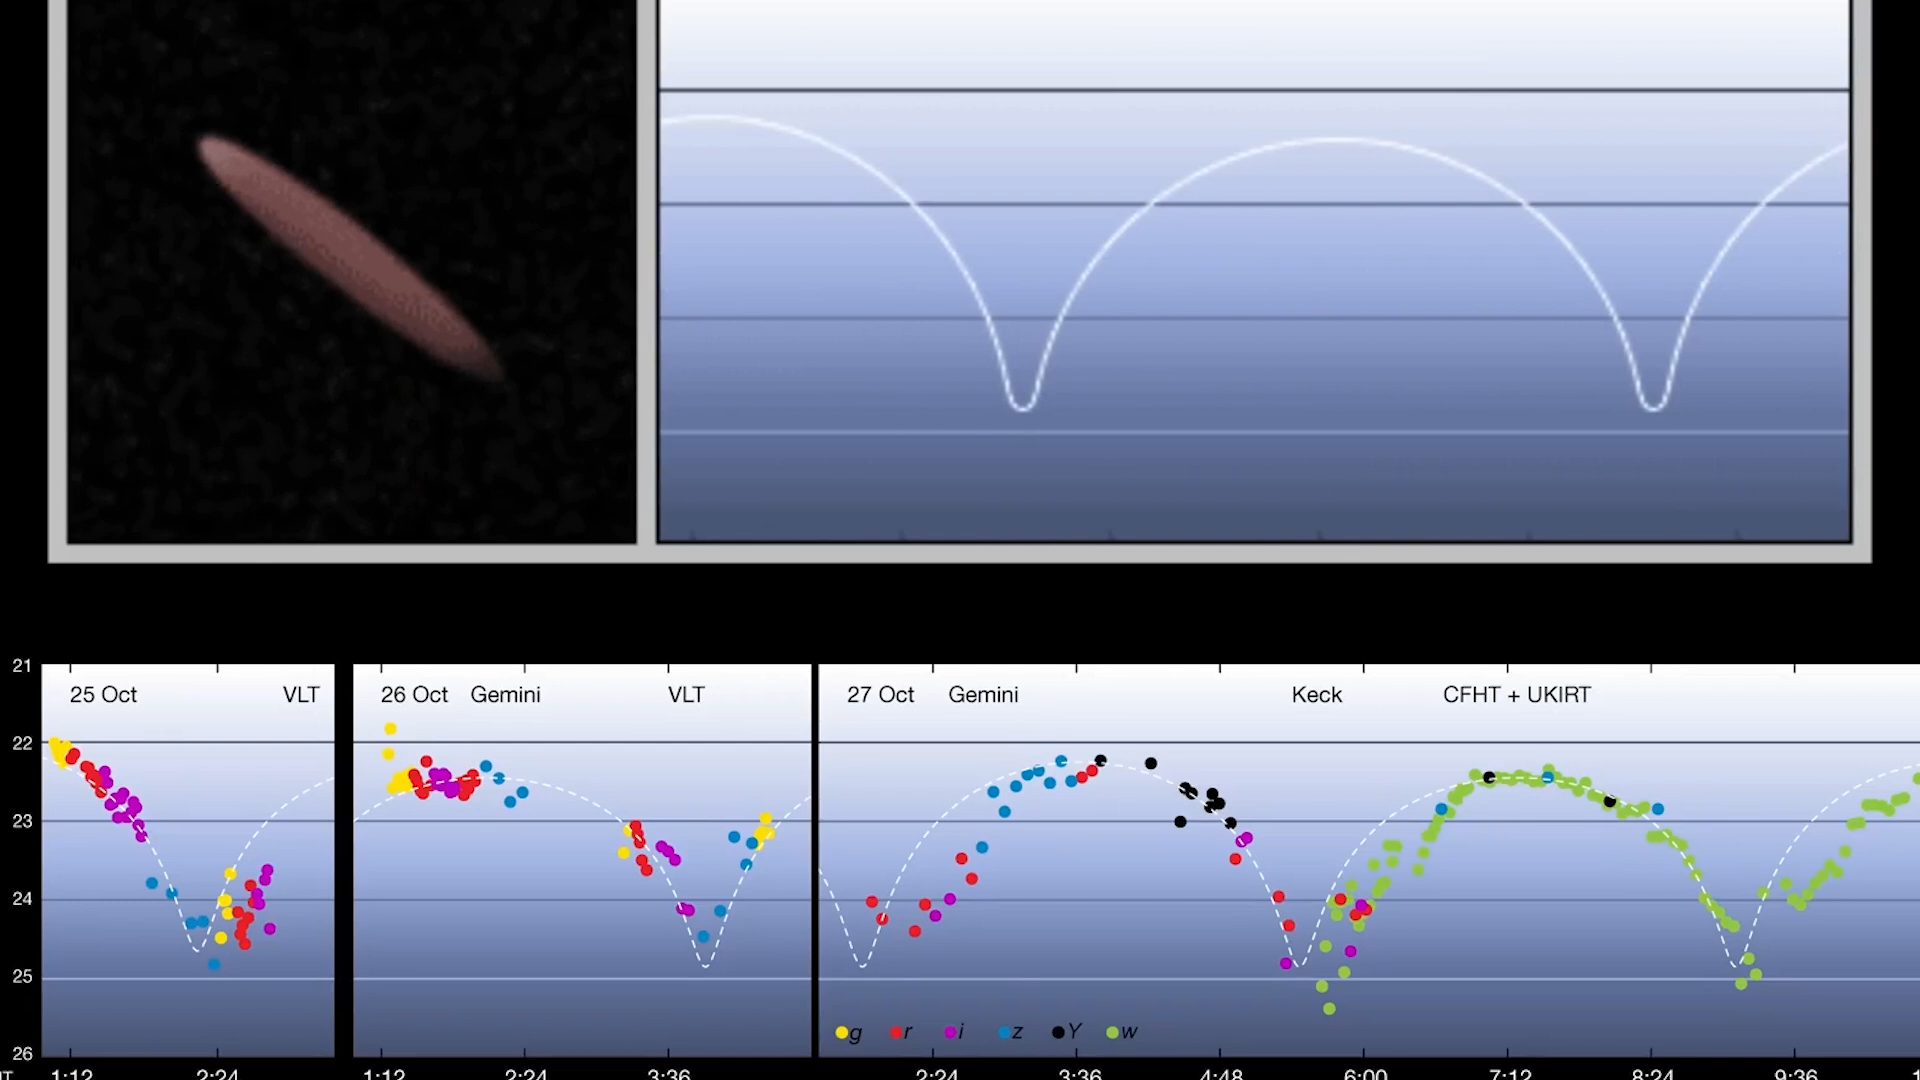 21
25 Oct VLT 26 Oct Gemini VLT 27 Oct Gemini Keck CFHT + UKIRT
22
23
24
25
g r i z Y w
26
1:12 2:24 1:12 2:24 3:36 2:24 3:36 4:48 6:00 7:12 8:24 9:36